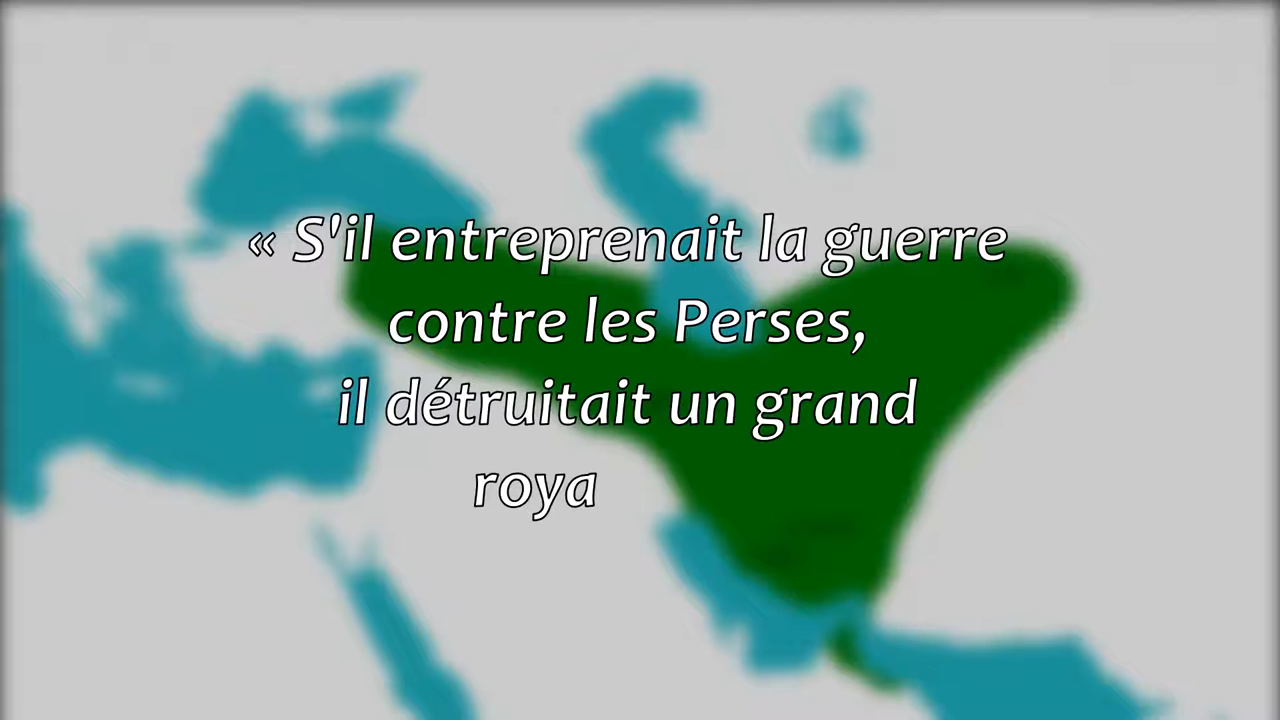 « S'il entreprenait la guerre
contre les Perses,
il détruitait un grand
roya